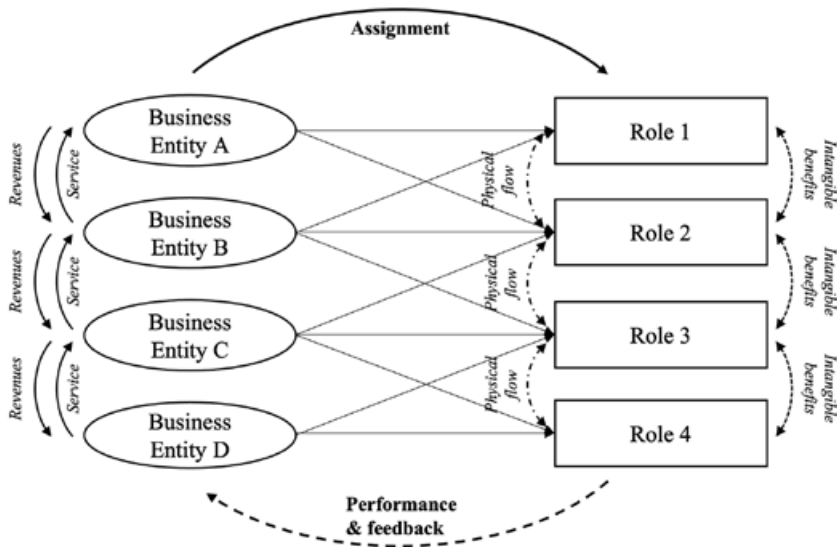 Assignment
Business
Entity A
Role 1
Revenues
Service
Physical
flow
Intangible
benefits
Business
Entity B
Role 2
Revenues
Service
Physical
flow
Intangible
benefits
Business
Entity C
Role 3
Revenues
Service
Physical
flow
Intangible
benefits
Business
Entity D
Role 4
Performance
& feedback